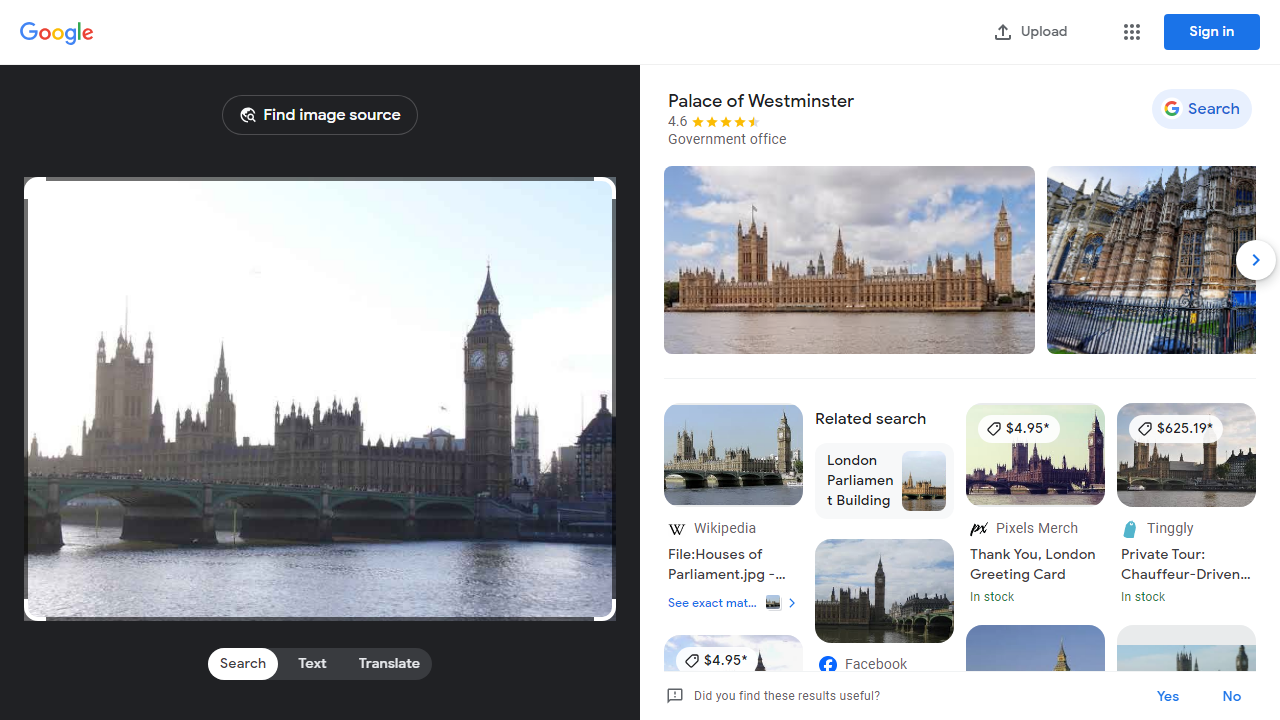 Google
Upload
Sign in
Find image source
Search
Text
Translate
Palace of Westminster
4.6
Government office
Search
Wikipedia
File:Houses of
Parliament.jpg -...
See exact mat...
$4.95*
Related search
London
Parliamen
t Building
Facebook
$4.95*
Pixels Merch
Thank You, London
Greeting Card
In stock
$625.19*
Tinggly
Private Tour:
Chauffeur-Driven...
In stock
Did you find these results useful?
Yes
No